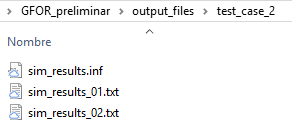 GFOR_preliminar > output_files > test_case_2
Nombre
sim_results.inf
sim_results_01.txt
sim_results_02.txt